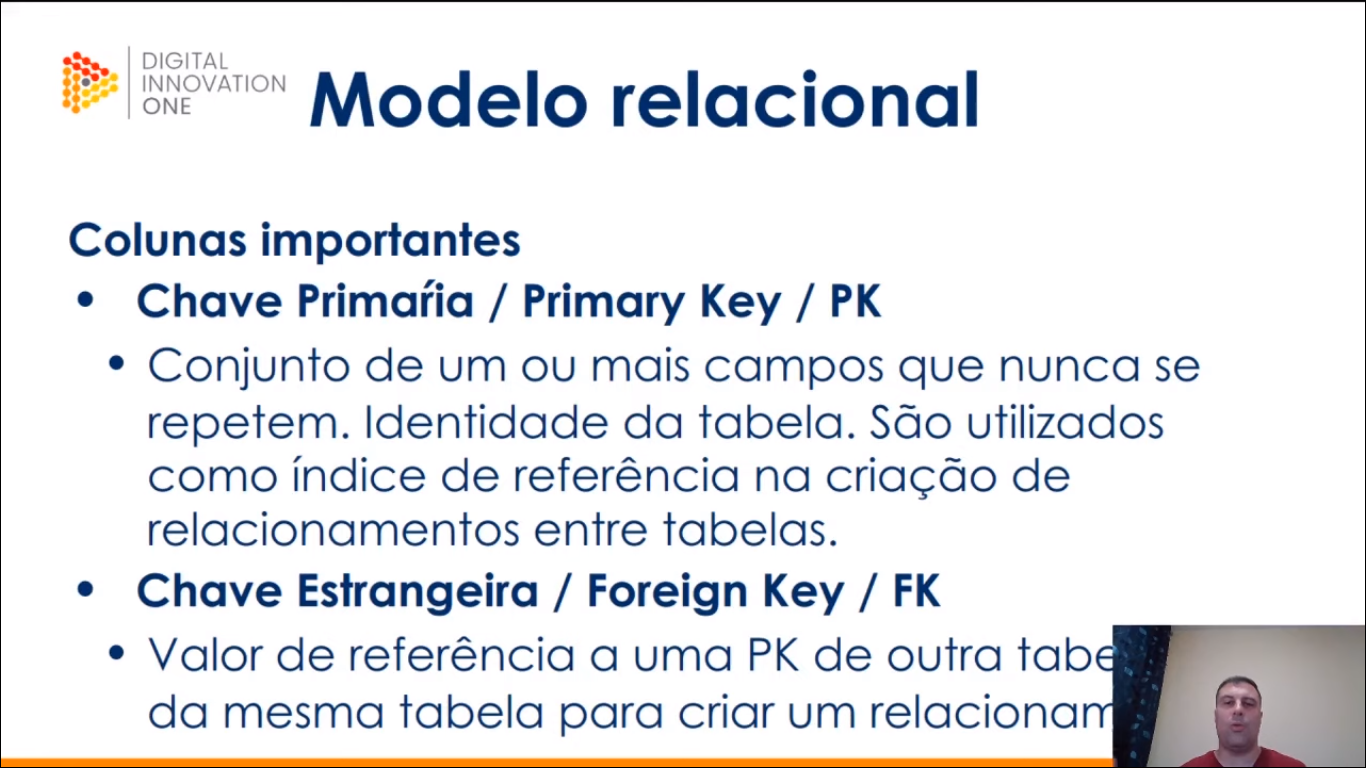 DIGITAL
INNOVATION
ONE
Modelo relacional
Colunas importantes
• Chave Primaŕia / Primary Key / PK
• Conjunto de um ou mais campos que nunca se
repetem. Identidade da tabela. São utilizados
como índice de referência na criação de
relacionamentos entre tabelas.
• Chave Estrangeira / Foreign Key / FK
• Valor de referência a uma PK de outra tabe
da mesma tabela para criar um relacionam